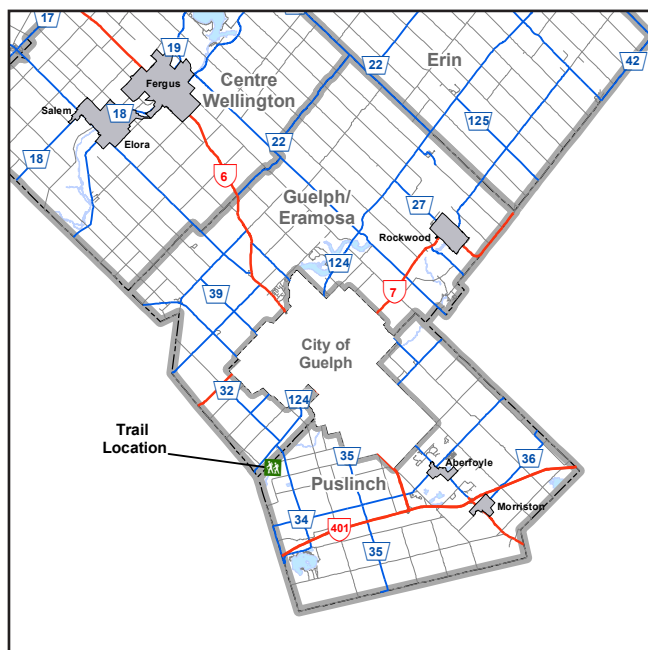 17
19
22
42
Erin
Centre
Wellington
Fergus
Salem
18
Elora
125
18
22
6
Guelph/
Eramosa
27
Rockwood
124
39
7
City of
Guelph
32
124
Trail
Location
35
Aberfoyle
36
Puslinch
Morriston
34
401
35